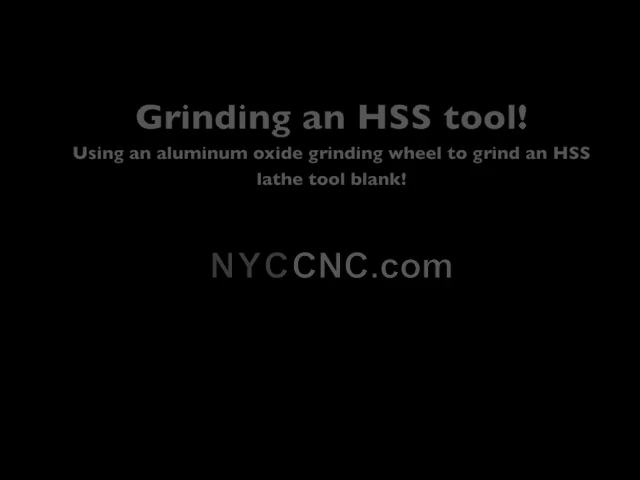 Grinding an HSS tool!
Using an aluminum oxide grinding wheel to grind an HSS
lathe tool blank!
NYCCNC.com